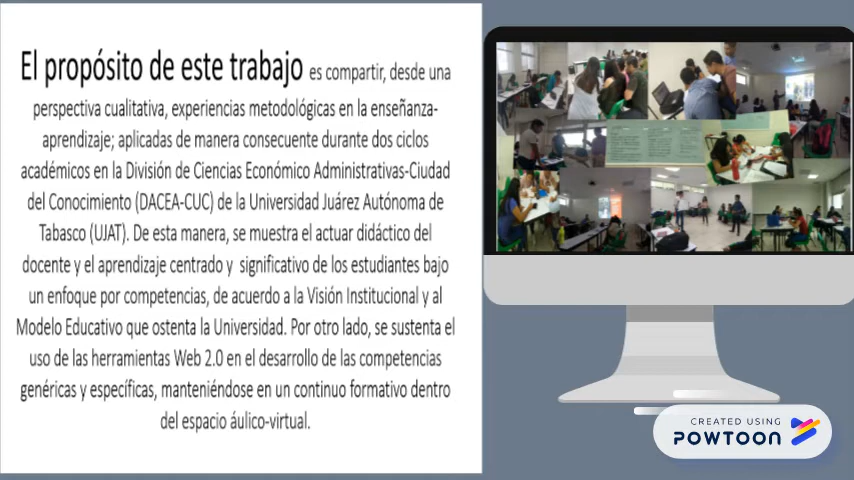 El propósito de este trabajo es compartir, desde una
perspectiva cualitativa, experiencias metodológicas en la enseñanza-
aprendizaje; aplicadas de manera consecuente durante dos ciclos
académicos en la División de Ciencias Económico Administrativas-Ciudad
del Conocimiento (DACEA-CUC) de la Universidad Juárez Autónoma de
Tabasco (UJAT). De esta manera, se muestra el actuar didáctico del
docente y el aprendizaje centrado y significativo de los estudiantes bajo
un enfoque por competencias, de acuerdo a la Visión Institucional y al
Modelo Educativo que ostenta la Universidad. Por otro lado, se sustenta el
uso de las herramientas Web 2.0 en el desarrollo de las competencias
genéricas y específicas, manteniéndose en un continuo formativo dentro
del espacio áulico-virtual.
CREATED USING
POWTOON